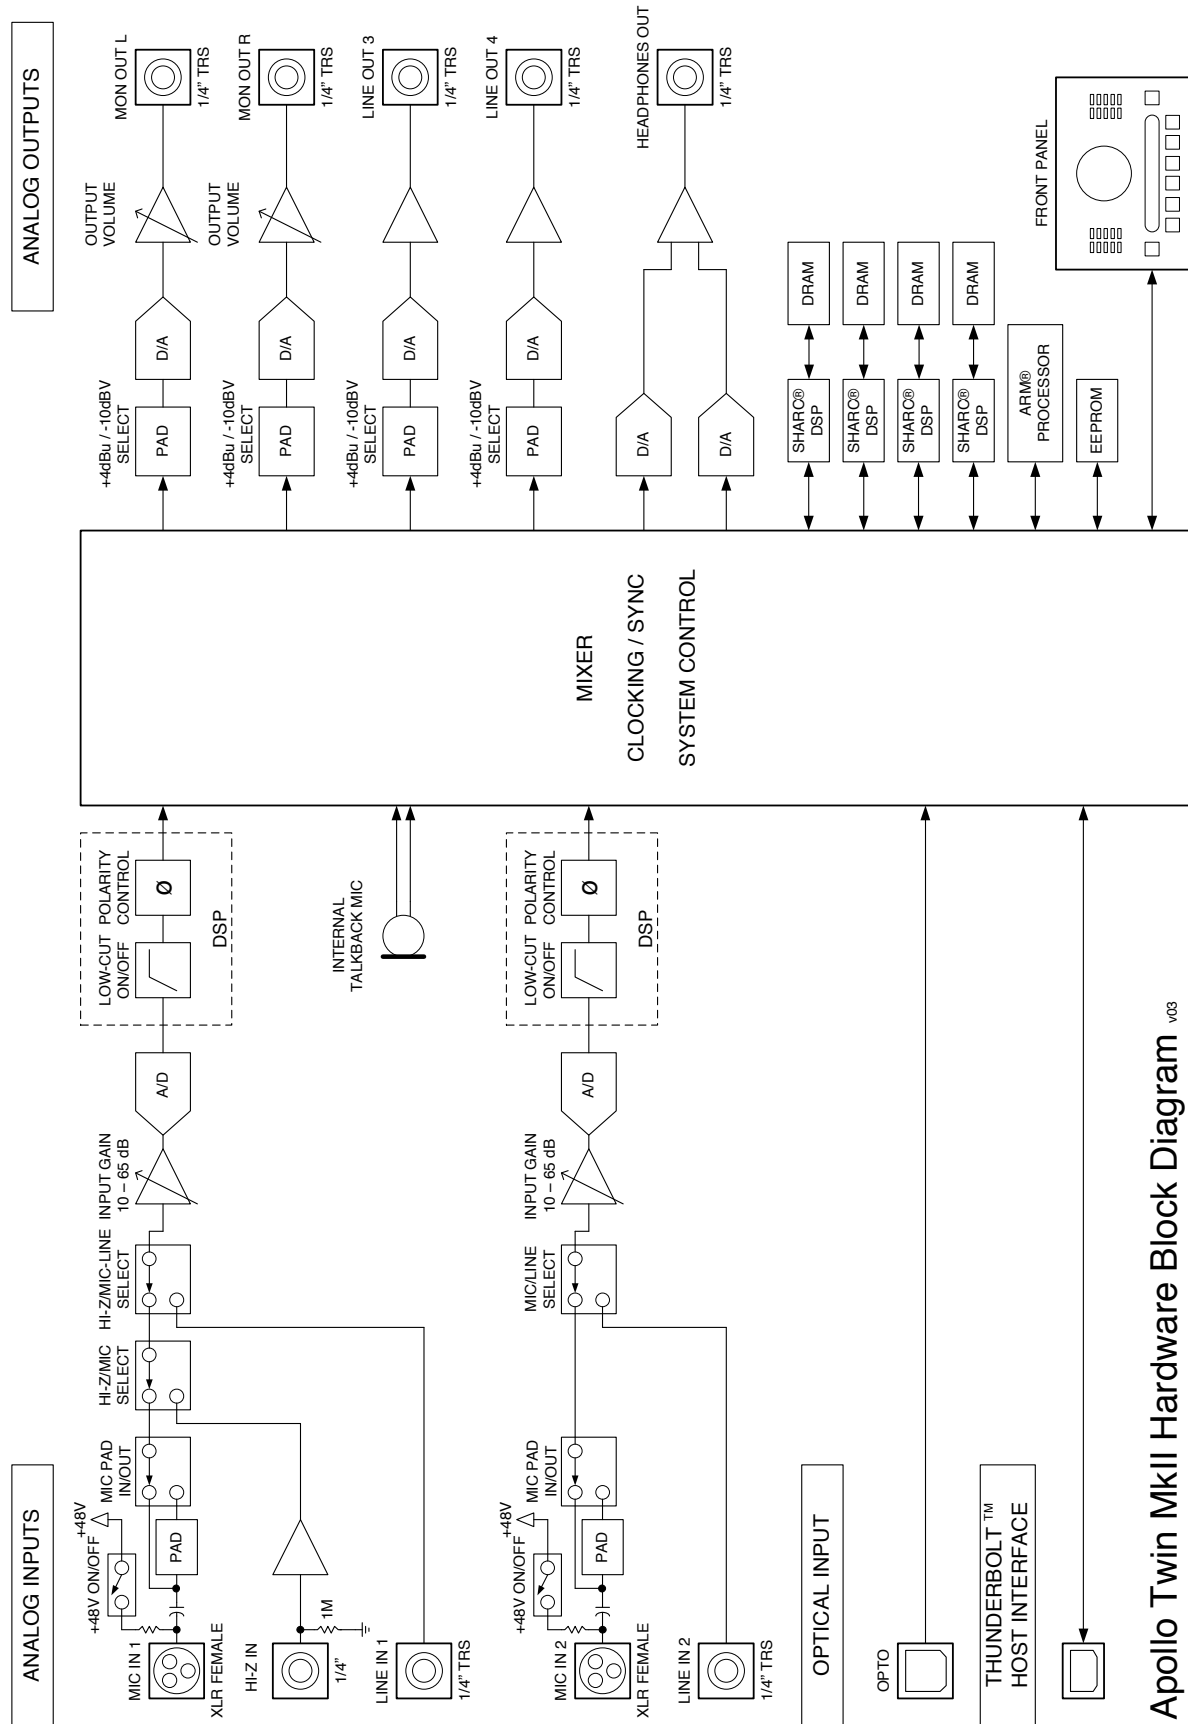 ANALOG INPUTS
ANALOG OUTPUTS
+48V ON/OFF
+48V
MIC IN 1
XLR FEMALE
PAD
MIC PAD
IN/OUT
HI-Z/MIC
SELECT
HI-Z/MIC-LINE
SELECT
INPUT GAIN
10 – 65 dB
A/D
LOW-CUT
ON/OFF
POLARITY
CONTROL
Ø
DSP
HI-Z IN
1/4"
1M
LINE IN 1
1/4" TRS
INTERNAL
TALKBACK MIC
+48V ON/OFF
+48V
MIC IN 2
XLR FEMALE
PAD
MIC PAD
IN/OUT
MIC/LINE
SELECT
INPUT GAIN
10 – 65 dB
A/D
LOW-CUT
ON/OFF
POLARITY
CONTROL
Ø
DSP
LINE IN 2
1/4" TRS
OPTICAL INPUT
OPTO
THUNDERBOLT ™
HOST INTERFACE
MIXER
CLOCKING / SYNC
SYSTEM CONTROL
+4dBu / -10dBV
SELECT
PAD
D/A
OUTPUT
VOLUME
MON OUT L
1/4" TRS
+4dBu / -10dBV
SELECT
PAD
D/A
OUTPUT
VOLUME
MON OUT R
1/4" TRS
+4dBu / -10dBV
SELECT
PAD
D/A
LINE OUT 3
1/4" TRS
+4dBu / -10dBV
SELECT
PAD
D/A
LINE OUT 4
1/4" TRS
D/A
D/A
HEADPHONES OUT
1/4" TRS
SHARC®
DSP
DRAM
SHARC®
DSP
DRAM
SHARC®
DSP
DRAM
SHARC®
DSP
DRAM
ARM®
PROCESSOR
EEPROM
FRONT PANEL
Apollo Twin MkII Hardware Block Diagram v03